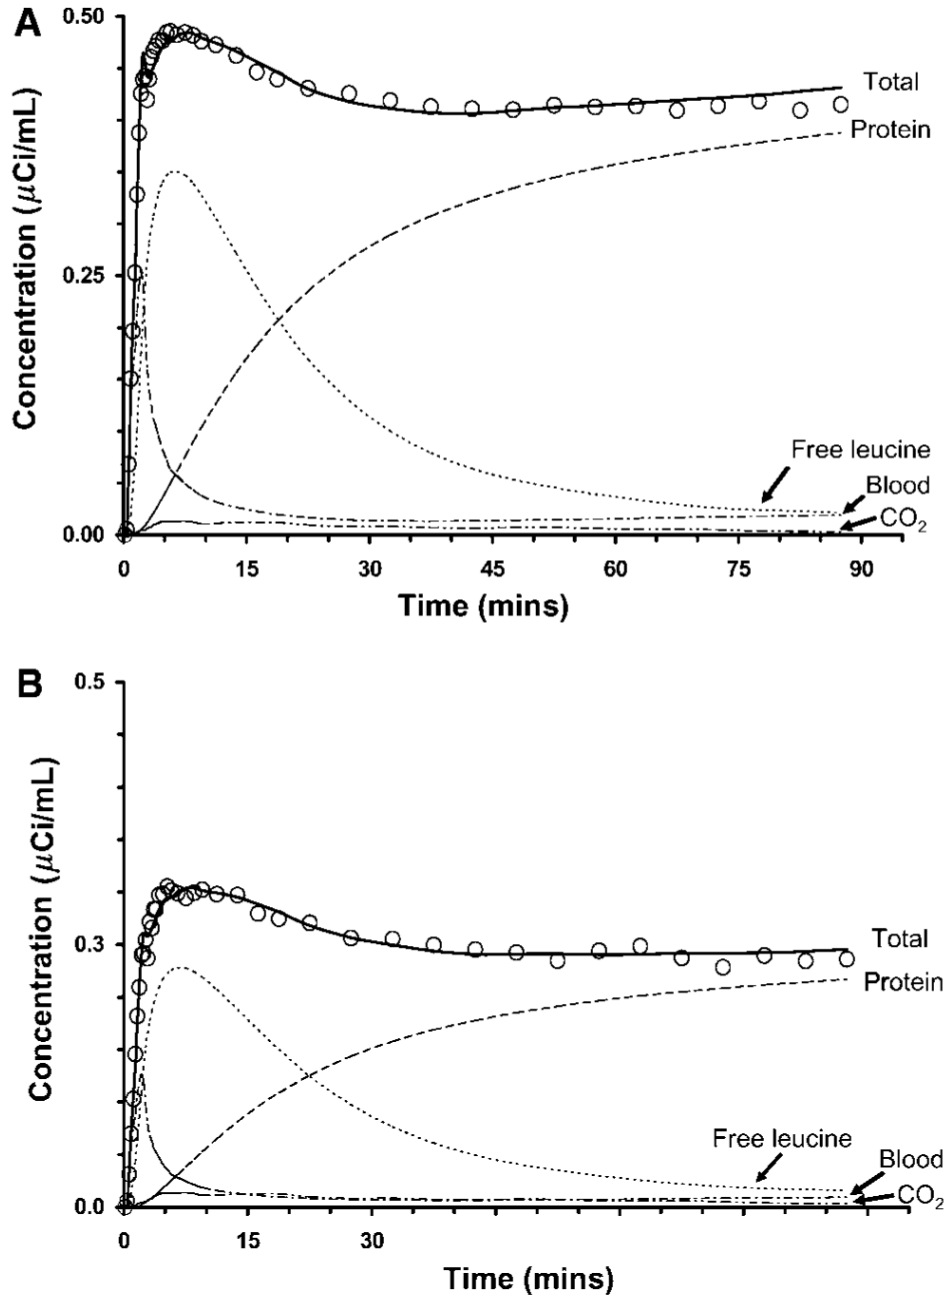 A
0.50
Total
Protein
Concentration (μCi/mL)
0.25
Free leucine
Blood
CO₂
0.00
0 15 30 45 60 75 90
Time (mins)
B
0.5
Concentration (μCi/mL)
0.3
Total
Protein
Free leucine
Blood
CO₂
0.0
0 15 30
Time (mins)